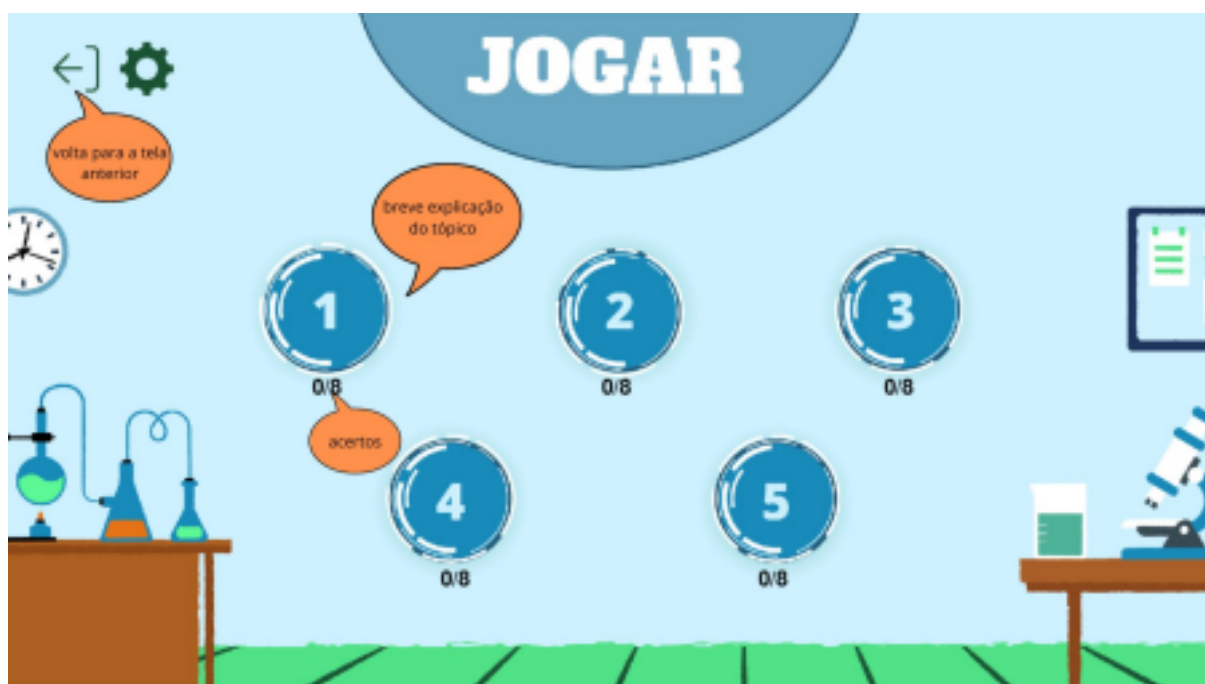 JOGAR
volta para a tela
anterior
breve explicação
do tópico
1
2
3
0/8
0/8
0/8
acertos
4
5
0/8
0/8